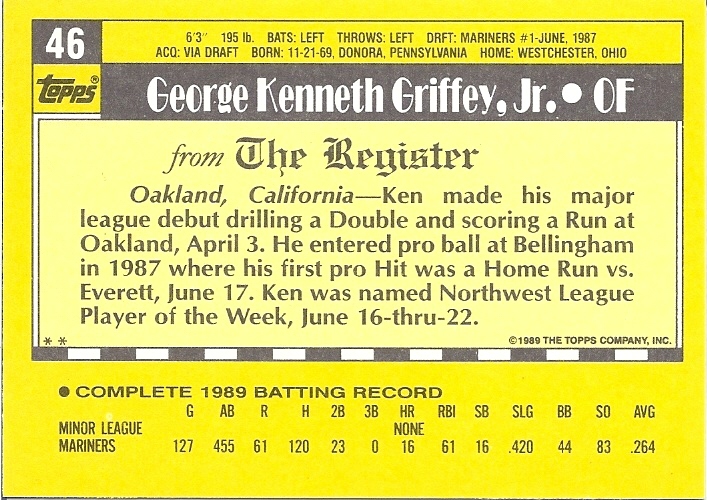 46
6'3" 195 lb. BATS: LEFT THROWS: LEFT DRFT: MARINERS #1-JUNE, 1987
ACQ: VIA DRAFT BORN: 11-21-69, DONORA, PENNSYLVANIA HOME: WESTCHESTER, OHIO
Topps®
George Kenneth Griffey, Jr. ● OF
from The Register
Oakland, California—Ken made his major
league debut drilling a Double and scoring a Run at
Oakland, April 3. He entered pro ball at Bellingham
in 1987 where his first pro Hit was a Home Run vs.
Everett, June 17. Ken was named Northwest League
Player of the Week, June 16-thru-22.
* * ©1989 THE TOPPS COMPANY, INC.
● COMPLETE 1989 BATTING RECORD
G AB R H 2B 3B HR RBI SB SLG BB SO AVG
MINOR LEAGUE NONE
MARINERS 127 455 61 120 23 0 16 61 16 .420 44 83 .264